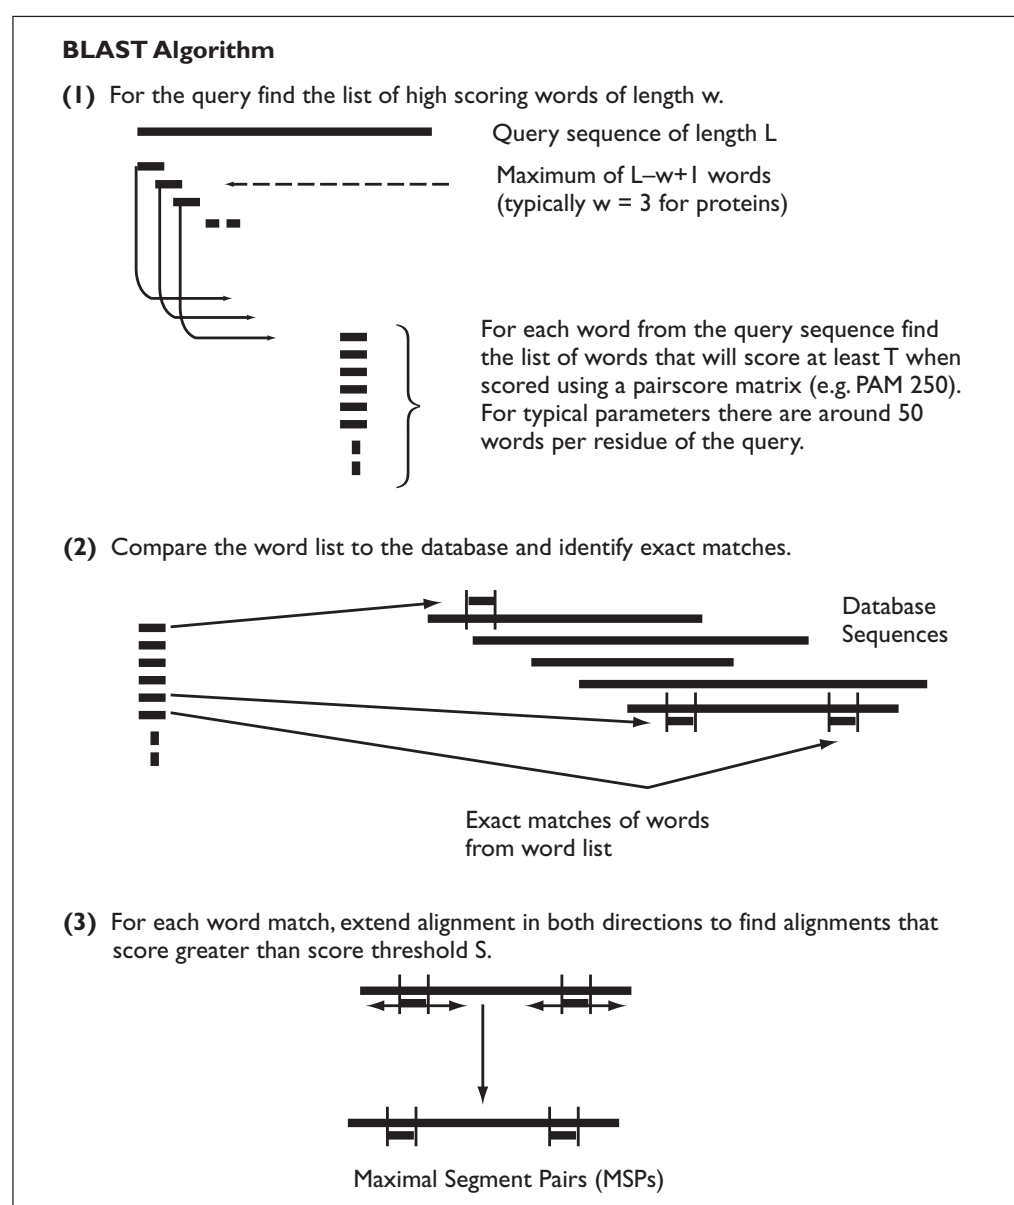 BLAST Algorithm
(1) For the query find the list of high scoring words of length w.
Query sequence of length L
Maximum of L–w+1 words
(typically w = 3 for proteins)
For each word from the query sequence find
the list of words that will score at least T when
scored using a pairscore matrix (e.g. PAM 250).
For typical parameters there are around 50
words per residue of the query.
(2) Compare the word list to the database and identify exact matches.
Database
Sequences
Exact matches of words
from word list
(3) For each word match, extend alignment in both directions to find alignments that
score greater than score threshold S.
Maximal Segment Pairs (MSPs)